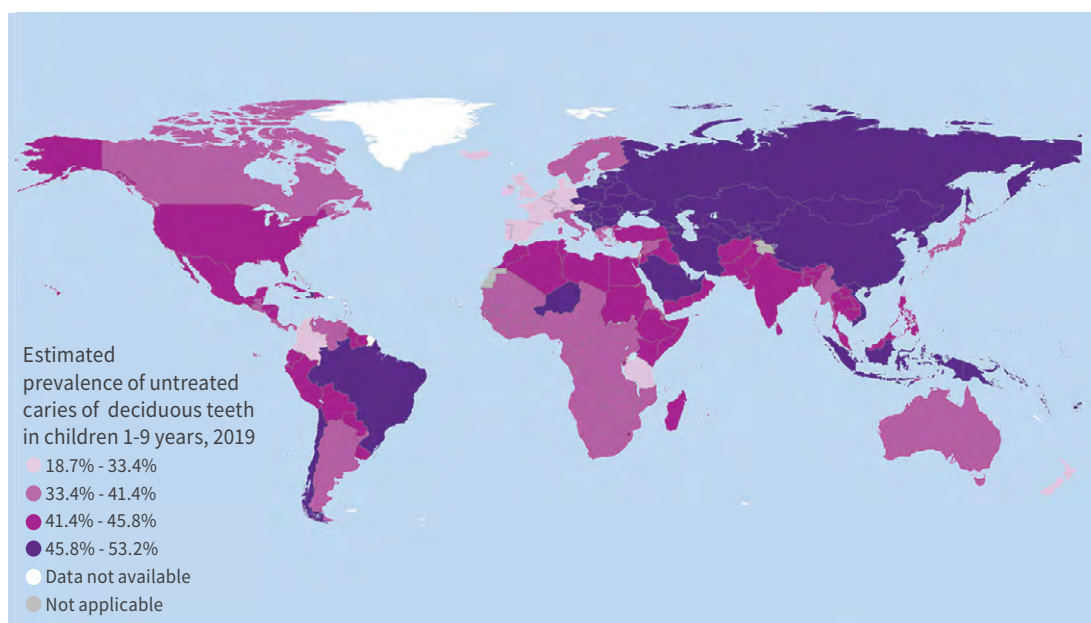 Estimated
prevalence of untreated
caries of deciduous teeth
in children 1-9 years, 2019
18.7% - 33.4%
33.4% - 41.4%
41.4% - 45.8%
45.8% - 53.2%
Data not available
Not applicable